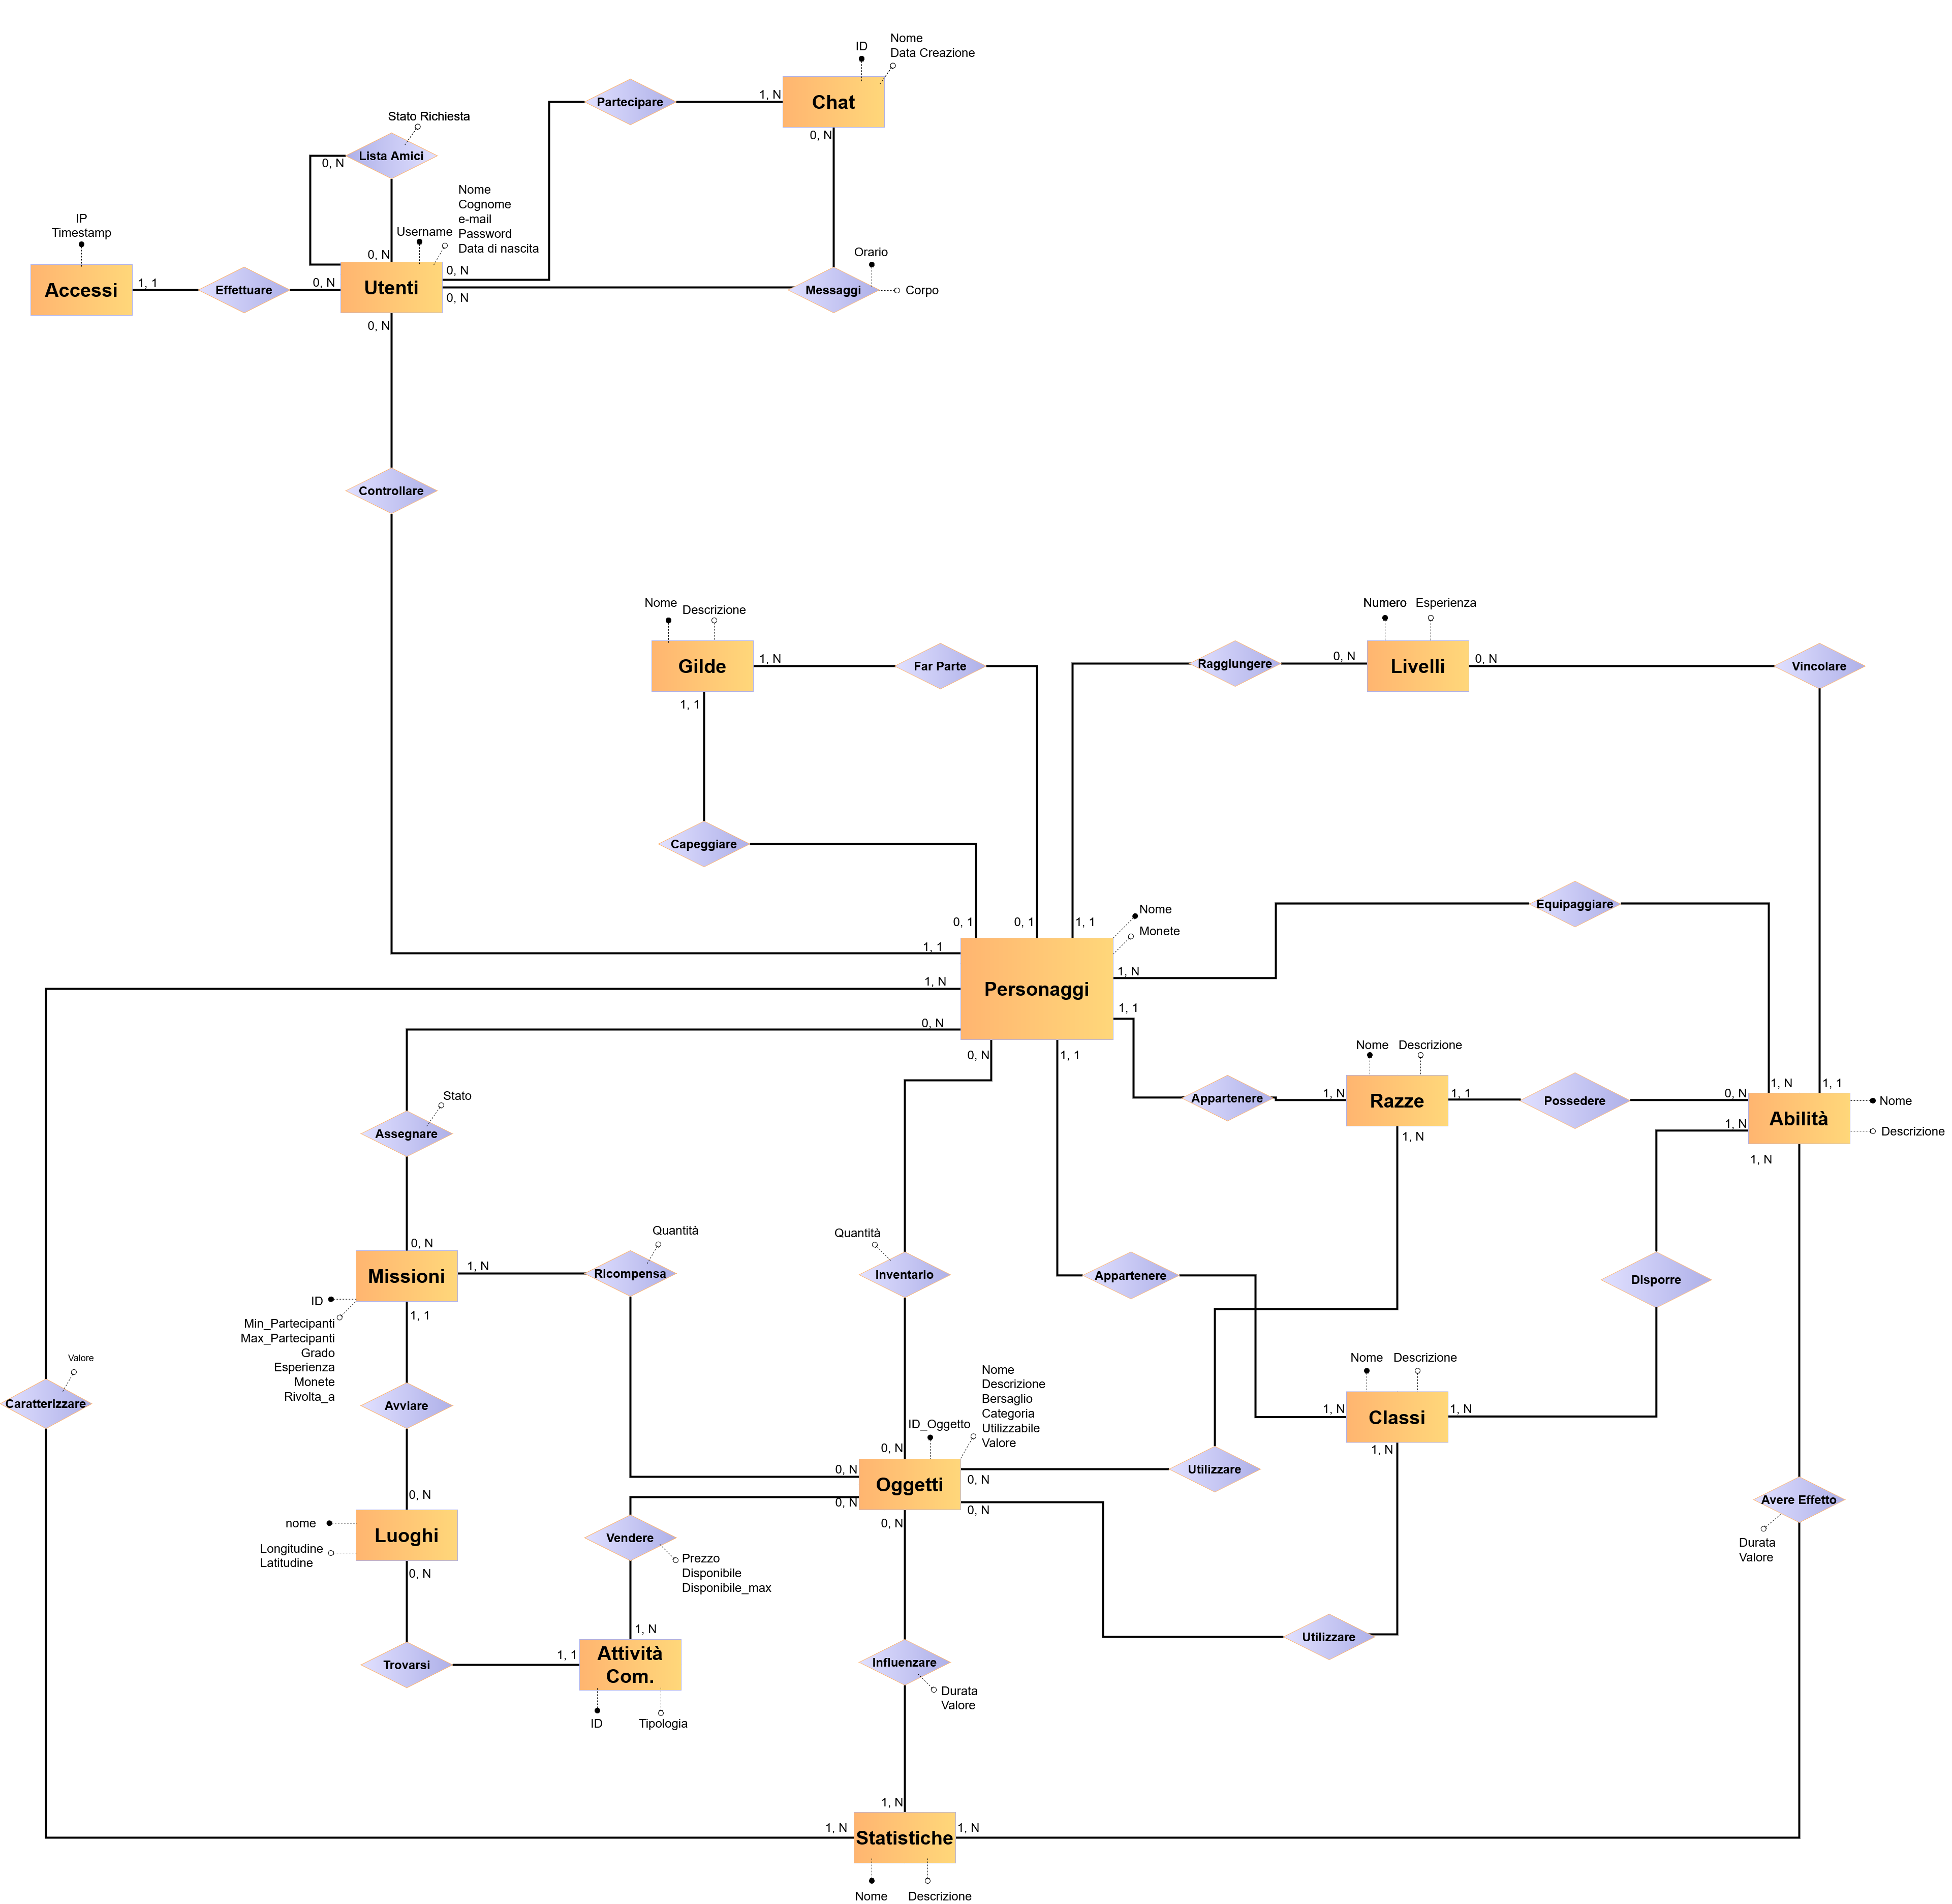 ID
Nome
Data Creazione
Partecipare
1, N
Chat
0, N
Stato Richiesta
Lista Amici
0, N
Nome
Cognome
e-mail
Password
Data di nascita
Username
IP
Timestamp
0, N
0, N
Orario
Accessi
1, 1
Effettuare
0, N
Utenti
0, N
Messaggi
Corpo
0, N
Controllare
Nome
Descrizione
Numero
Esperienza
Gilde
1, N
Far Parte
Raggiungere
0, N
Livelli
0, N
Vincolare
1, 1
Capeggiare
Equipaggiare
0, 1
0, 1
1, 1
Nome
Monete
1, 1
1, N
Personaggi
1, N
1, 1
0, N
0, N
1, 1
Nome
Descrizione
Stato
Assegnare
Appartenere
1, N
Razze
1, 1
Possedere
0, N
1, N
1, 1
Abilità
Nome
1, N
Descrizione
1, N
1, N
Quantità
Quantità
0, N
Missioni
1, N
Ricompensa
Inventario
Appartenere
Disporre
ID
1, 1
Min_Partecipanti
Max_Partecipanti
Grado
Esperienza
Monete
Rivolta_a
Valore
Caratterizzare
Avviare
Nome
Descrizione
Bersaglio
Categoria
Utilizzabile
Valore
ID_Oggetto
Nome
Descrizione
1, N
Classi
1, N
1, N
0, N
0, N
Oggetti
0, N
Utilizzare
0, N
0, N
0, N
0, N
Avere Effetto
Durata
Valore
nome
Luoghi
Longitudine
Latitudine
0, N
Vendere
Prezzo
Disponibile
Disponibile_max
1, N
Trovarsi
1, 1
Attività
Com.
ID
Tipologia
Influenzare
Durata
Valore
Utilizzare
1, N
1, N
Statistiche
1, N
Nome
Descrizione